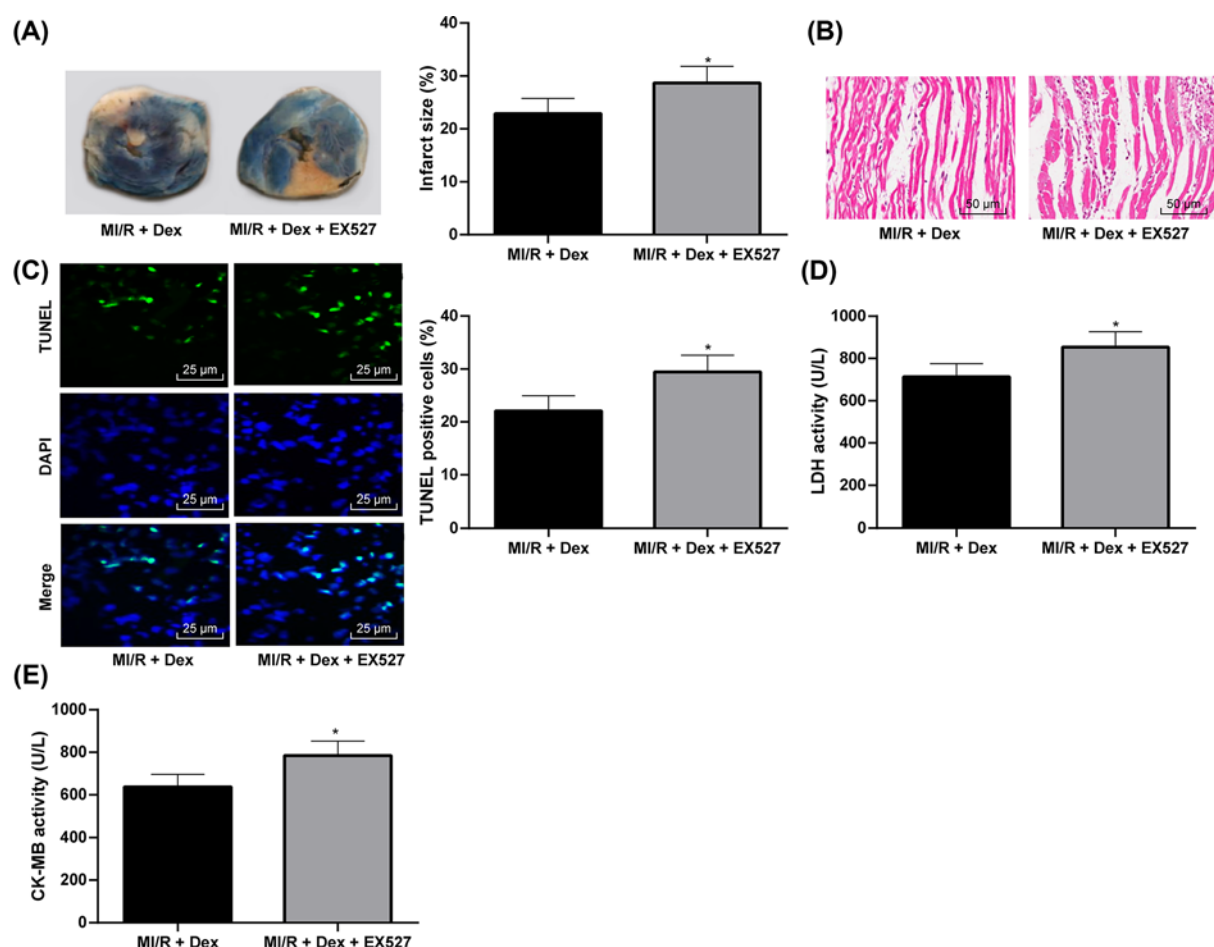 (A)
MI/R + Dex
MI/R + Dex + EX527
Infarct size (%)
40
30
20
10
0
*
MI/R + Dex
MI/R + Dex + EX527
(B)
50 µm
50 µm
MI/R + Dex
MI/R + Dex + EX527
(C)
TUNEL
25 µm
25 µm
DAPI
25 µm
25 µm
Merge
25 µm
25 µm
MI/R + Dex
MI/R + Dex + EX527
TUNEL positive cells (%)
40
30
20
10
0
*
MI/R + Dex
MI/R + Dex + EX527
(D)
LDH activity (U/L)
1000
800
600
400
200
0
*
MI/R + Dex
MI/R + Dex + EX527
(E)
CK-MB activity (U/L)
1000
800
600
400
200
0
*
MI/R + Dex
MI/R + Dex + EX527